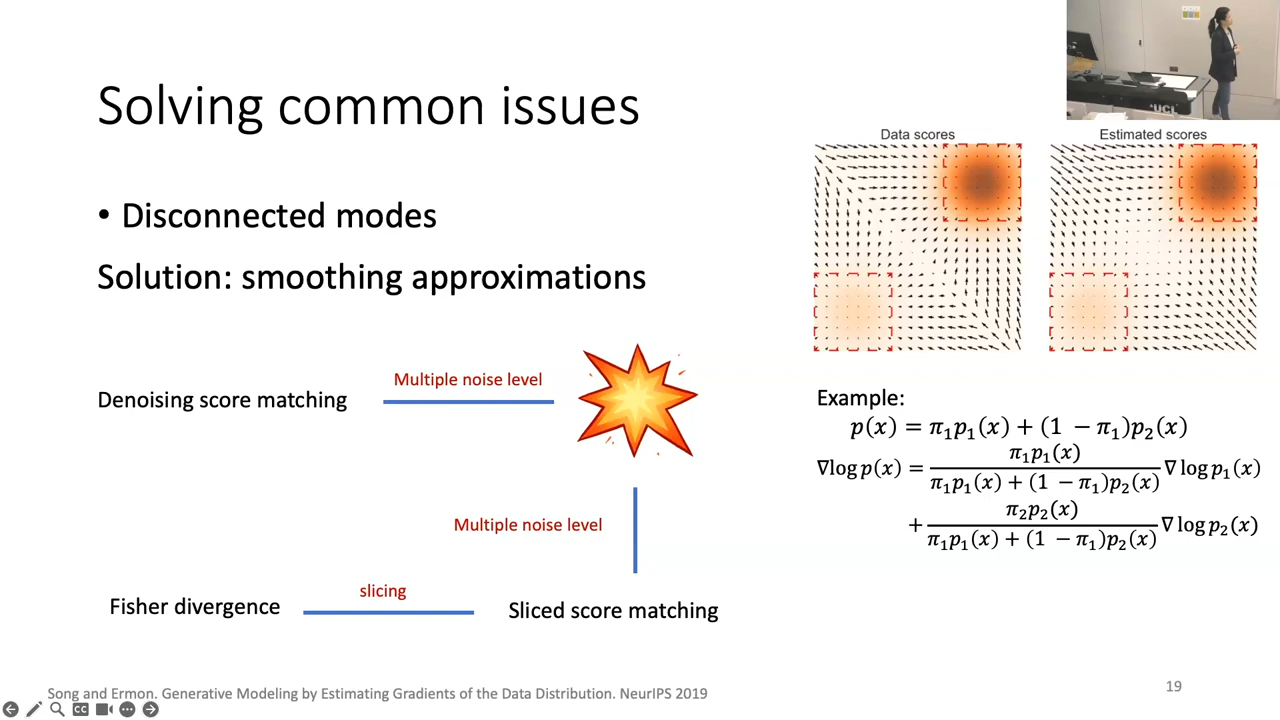 Solving common issues
• Disconnected modes
Solution: smoothing approximations
Denoising score matching
Multiple noise level
Multiple noise level
Fisher divergence
slicing
Sliced score matching
Data scores
Estimated scores
Example:
p(x) = π₁p₁(x) + (1 − π₁)p₂(x)
∇log p(x) = π₁p₁(x) / π₁p₁(x) + (1 − π₁)p₂(x) ∇ log p₁(x)
+ π₂p₂(x) / π₁p₁(x) + (1 − π₁)p₂(x) ∇ log p₂(x)
Song and Ermon. Generative Modeling by Estimating Gradients of the Data Distribution. NeurIPS 2019
19
UCL
CC